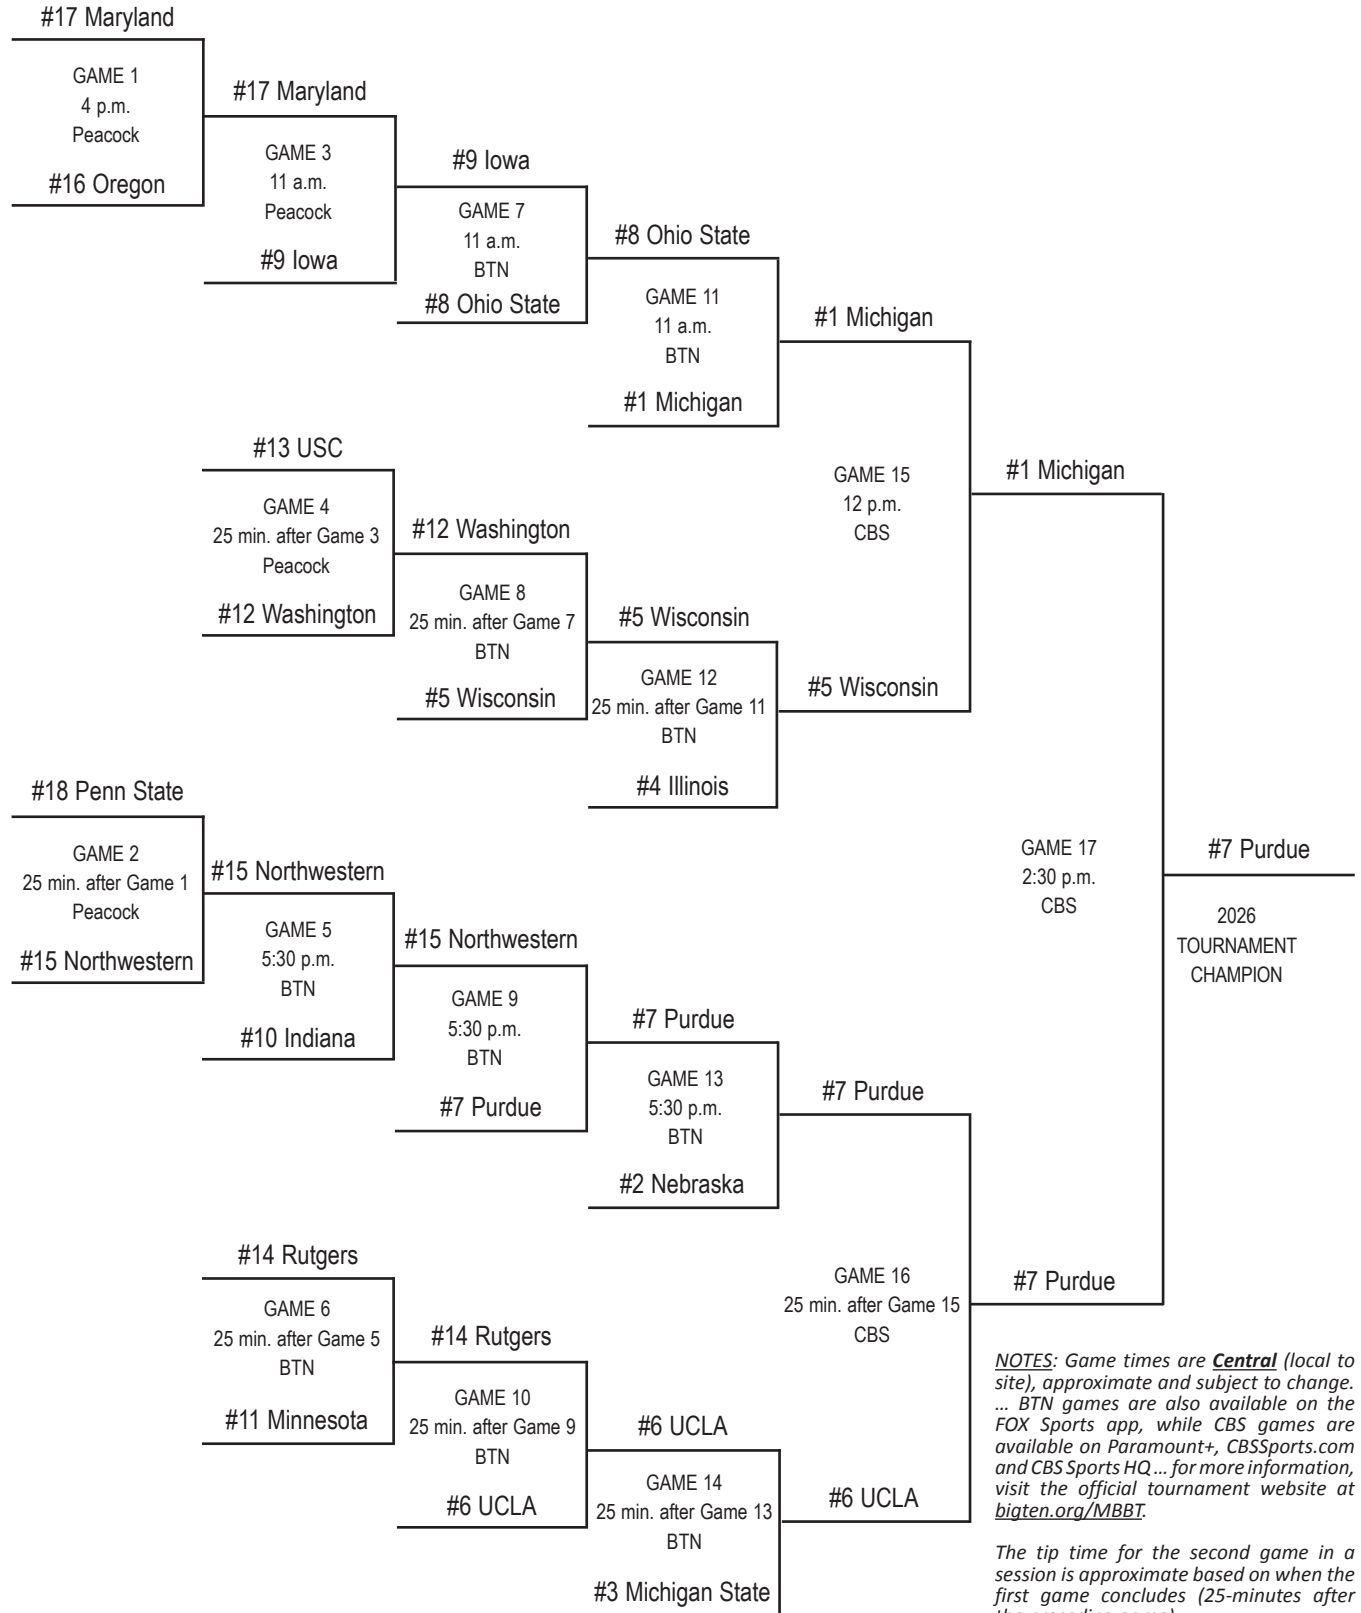 #17 Maryland
GAME 1
4 p.m.
Peacock
#16 Oregon
#17 Maryland
GAME 3
11 a.m.
Peacock
#9 Iowa
#9 Iowa
GAME 7
11 a.m.
BTN
#8 Ohio State
#8 Ohio State
GAME 11
11 a.m.
BTN
#1 Michigan
#1 Michigan
#13 USC
GAME 4
25 min. after Game 3
Peacock
#12 Washington
#12 Washington
GAME 8
25 min. after Game 7
BTN
#5 Wisconsin
#5 Wisconsin
GAME 12
25 min. after Game 11
BTN
#4 Illinois
GAME 15
12 p.m.
CBS
#5 Wisconsin
#1 Michigan
#18 Penn State
GAME 2
25 min. after Game 1
Peacock
#15 Northwestern
#15 Northwestern
GAME 5
5:30 p.m.
BTN
#10 Indiana
#15 Northwestern
GAME 9
5:30 p.m.
BTN
#7 Purdue
#7 Purdue
GAME 13
5:30 p.m.
BTN
#2 Nebraska
#7 Purdue
GAME 17
2:30 p.m.
CBS
#7 Purdue
2026
TOURNAMENT
CHAMPION
#14 Rutgers
GAME 6
25 min. after Game 5
BTN
#11 Minnesota
#14 Rutgers
GAME 10
25 min. after Game 9
BTN
#6 UCLA
#6 UCLA
GAME 14
25 min. after Game 13
BTN
#3 Michigan State
GAME 16
25 min. after Game 15
CBS
#6 UCLA
#7 Purdue
NOTES: Game times are Central (local to
site), approximate and subject to change.
... BTN games are also available on the
FOX Sports app, while CBS games are
available on Paramount+, CBSSports.com
and CBS Sports HQ ... for more information,
visit the official tournament website at
bigten.org/MBBT.
The tip time for the second game in a
session is approximate based on when the
first game concludes (25-minutes after